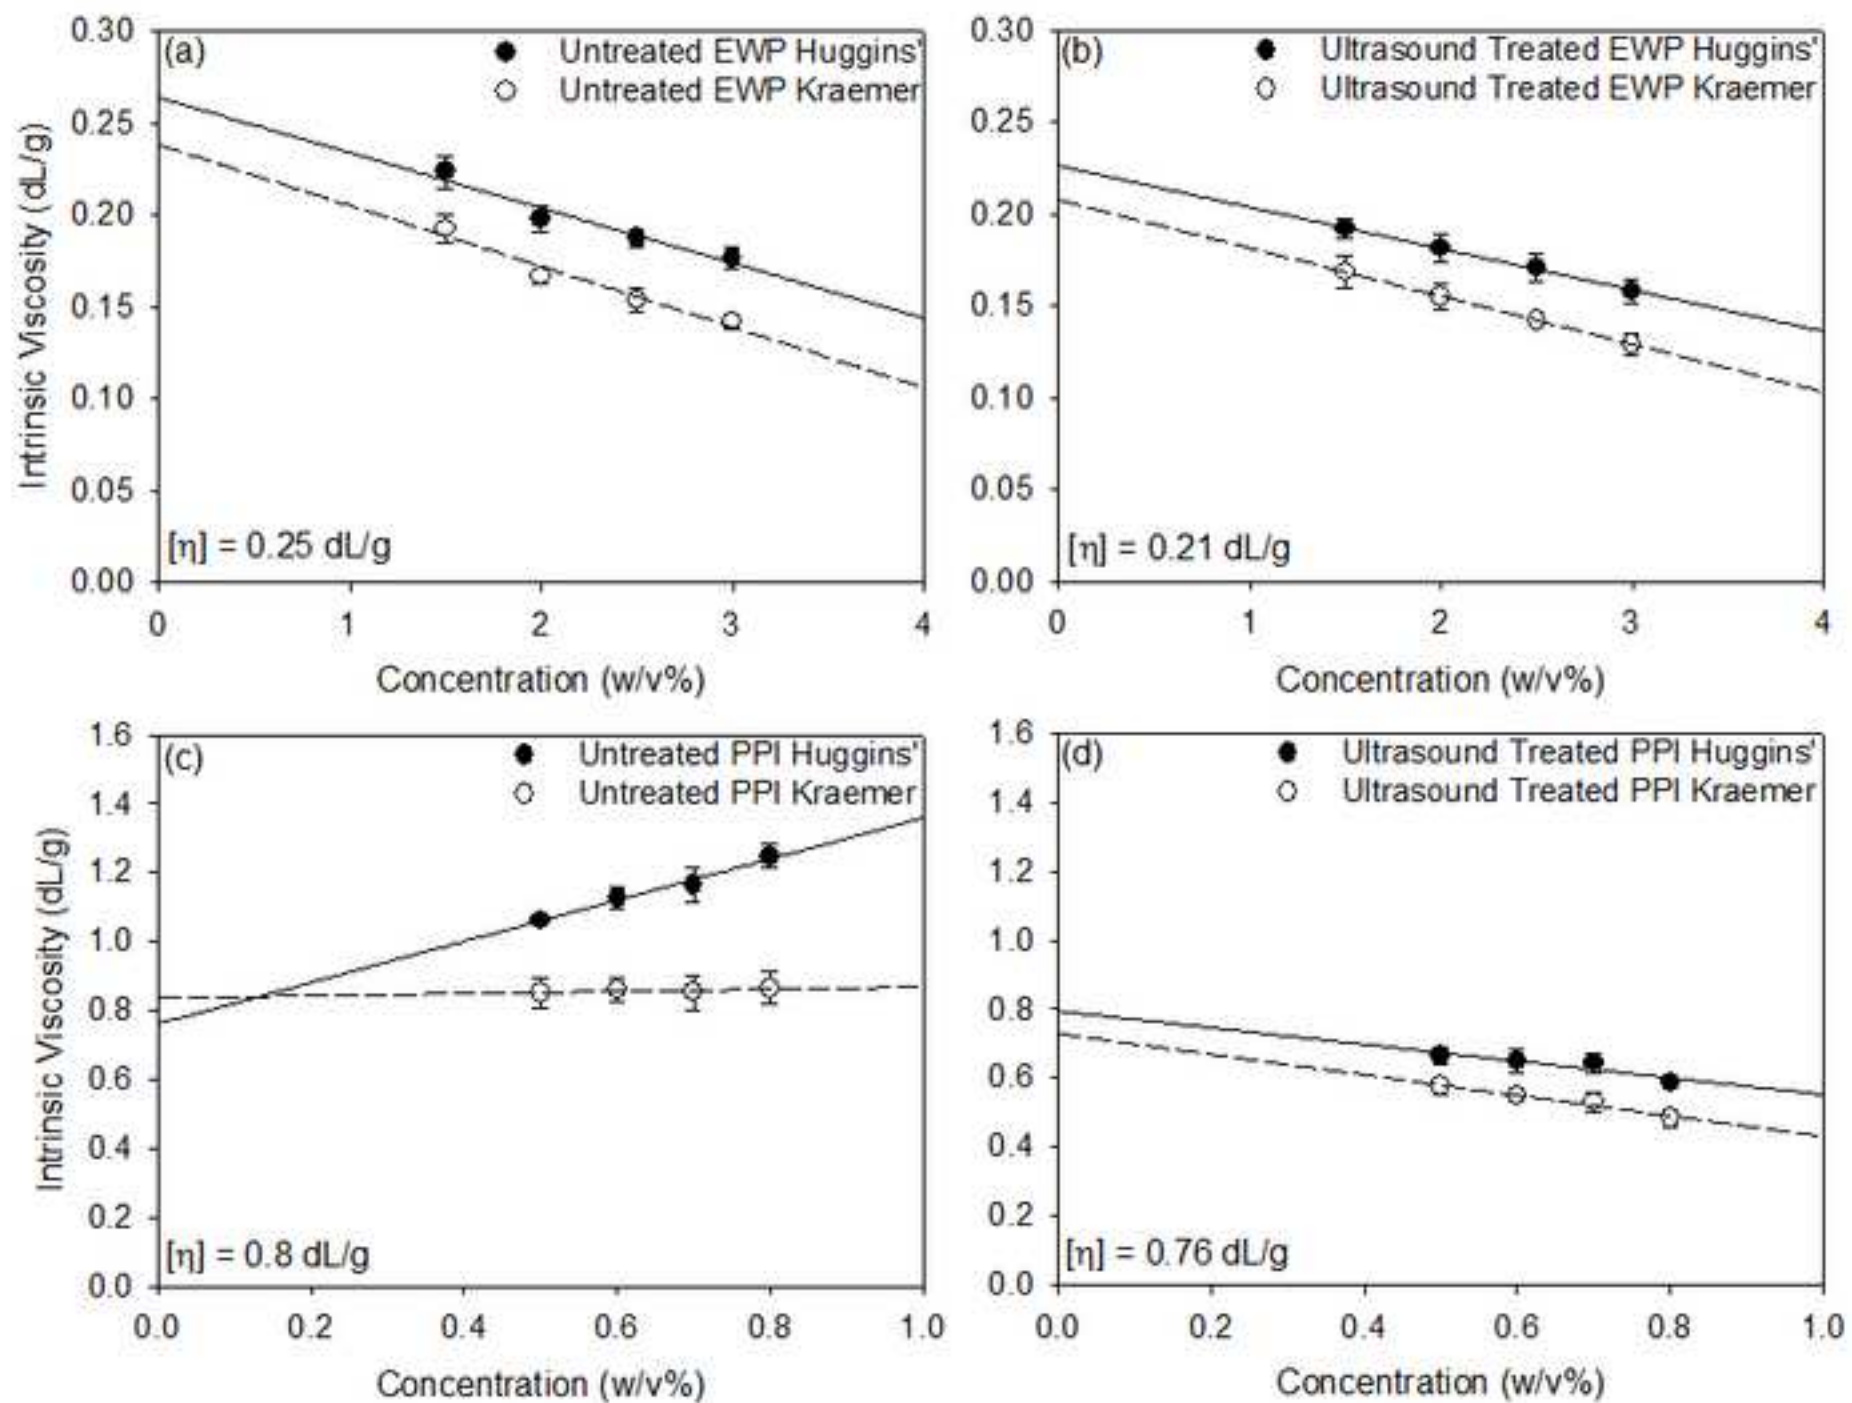 (a)
Untreated EWP Huggins'
Untreated EWP Kraemer
0.30
0.25
0.20
0.15
0.10
0.05
0.00
Intrinsic Viscosity (dL/g)
[η] = 0.25 dL/g
0 1 2 3 4
Concentration (w/v%)
(b)
Ultrasound Treated EWP Huggins'
Ultrasound Treated EWP Kraemer
0.30
0.25
0.20
0.15
0.10
0.05
0.00
[η] = 0.21 dL/g
0 1 2 3 4
Concentration (w/v%)
(c)
Untreated PPI Huggins'
Untreated PPI Kraemer
1.6
1.4
1.2
1.0
0.8
0.6
0.4
0.2
0.0
Intrinsic Viscosity (dL/g)
[η] = 0.8 dL/g
0.0 0.2 0.4 0.6 0.8 1.0
Concentration (w/v%)
(d)
Ultrasound Treated PPI Huggins'
Ultrasound Treated PPI Kraemer
1.6
1.4
1.2
1.0
0.8
0.6
0.4
0.2
0.0
[η] = 0.76 dL/g
0.0 0.2 0.4 0.6 0.8 1.0
Concentration (w/v%)